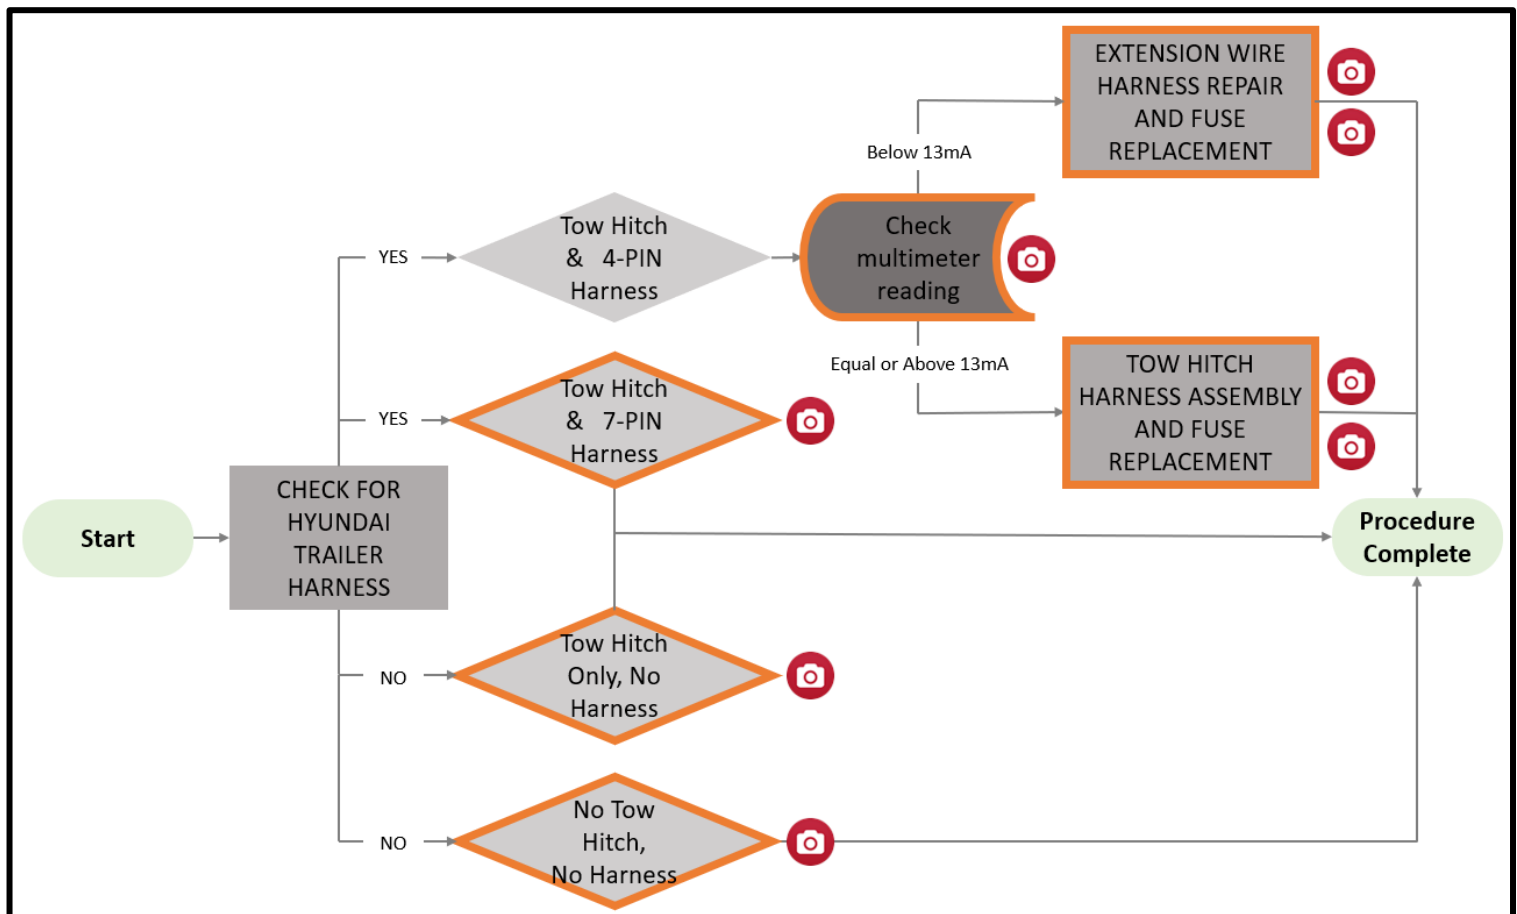 Start
CHECK FOR
HYUNDAI
TRAILER
HARNESS
YES
Tow Hitch
& 4-PIN
Harness
Check
multimeter
reading
Below 13mA
EXTENSION WIRE
HARNESS REPAIR
AND FUSE
REPLACEMENT
Equal or Above 13mA
TOW HITCH
HARNESS ASSEMBLY
AND FUSE
REPLACEMENT
YES
Tow Hitch
& 7-PIN
Harness
NO
Tow Hitch
Only, No
Harness
NO
No Tow
Hitch,
No Harness
Procedure
Complete